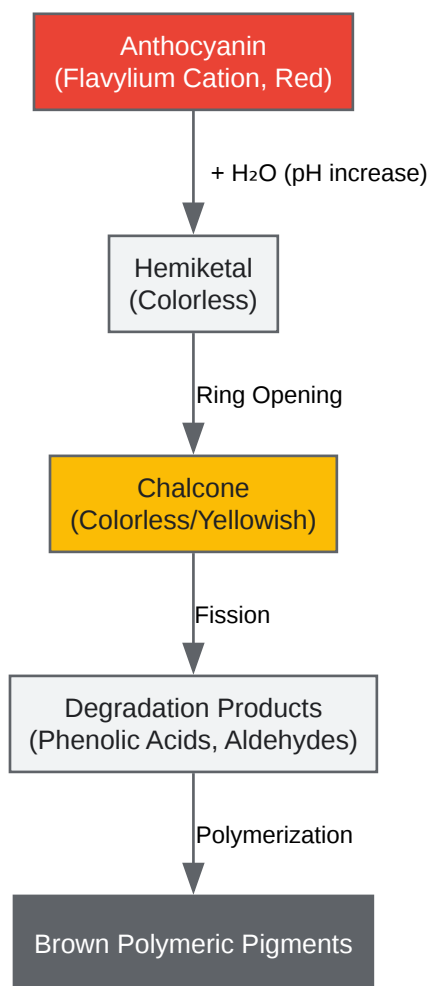 Anthocyanin
(Flavylium Cation, Red)
+ H₂O (pH increase)
Hemiketal
(Colorless)
Ring Opening
Chalcone
(Colorless/Yellowish)
Fission
Degradation Products
(Phenolic Acids, Aldehydes)
Polymerization
Brown Polymeric Pigments